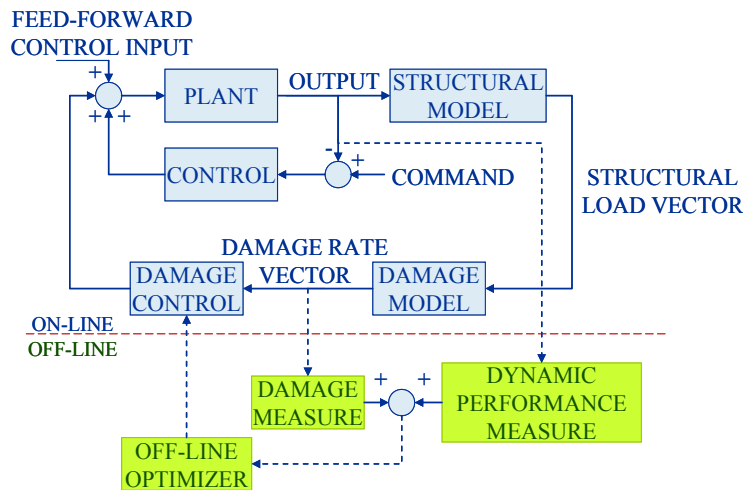 FEED-FORWARD
CONTROL INPUT
+
+ +
PLANT
OUTPUT
STRUCTURAL
MODEL
CONTROL
- +
COMMAND
STRUCTURAL
LOAD VECTOR
DAMAGE
CONTROL
DAMAGE RATE
VECTOR
DAMAGE
MODEL
ON-LINE
OFF-LINE
DAMAGE
MEASURE
+ +
DYNAMIC
PERFORMANCE
MEASURE
OFF-LINE
OPTIMIZER